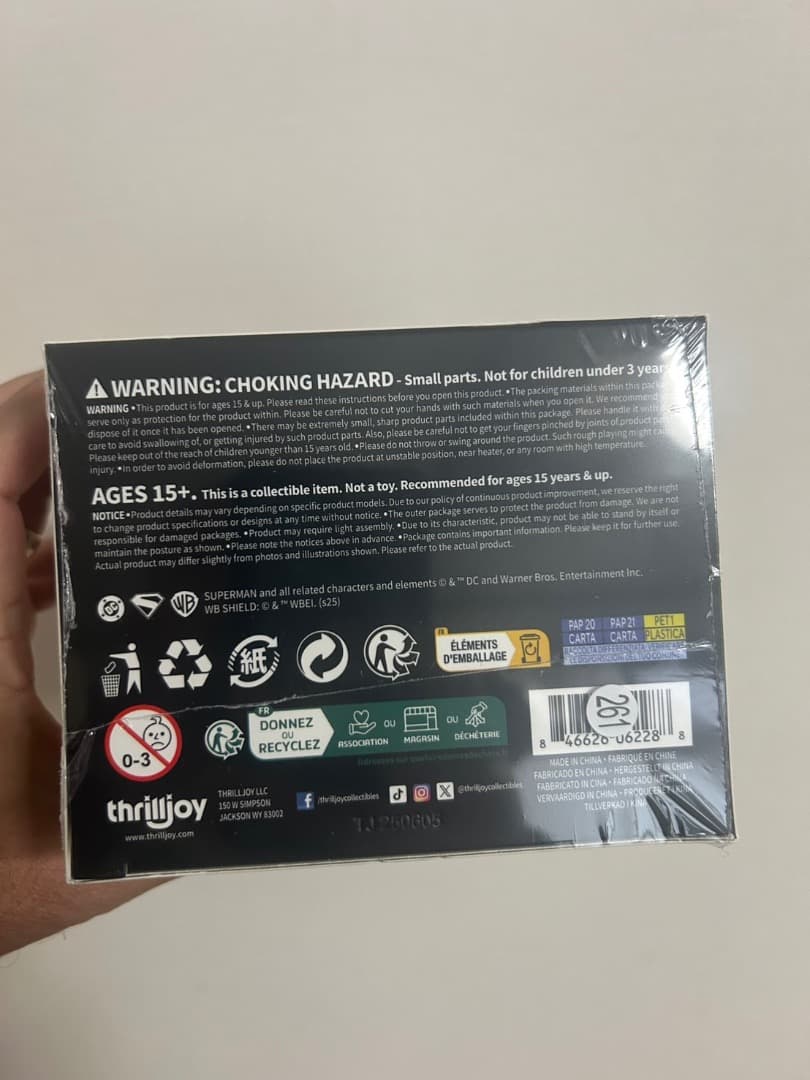 WARNING: CHOKING HAZARD - Small parts. Not for children under 3 year
WARNING •This product is for ages 15 & up. Please read these instructions before you open this product. •The packing materials within this pack
serve only as protection for the product within. Please be careful not to cut your hands with such materials when you open it. We recommend
dispose of it once it has been opened. •There may be extremely small, sharp product parts included within this package. Please handle it with
care to avoid swallowing of, or getting injured by such product parts. Also, please be careful not to get your fingers pinched by joints of product pa
Please keep out of the reach of children younger than 15 years old. •Please do not throw or swing around the product. Such rough playing might cau
injury. •In order to avoid deformation, please do not place the product at unstable position, near heater, or any room with high temperature.
AGES 15+. This is a collectible item. Not a toy. Recommended for ages 15 years & up.
NOTICE •Product details may vary depending on specific product models. Due to our policy of continuous product improvement, we reserve the right
to change product specifications or designs at any time without notice. •The outer package serves to protect the product from damage. We are not
responsible for damaged packages. •Product may require light assembly. •Due to its characteristic, product may not be able to stand by itself or
maintain the posture as shown. •Please note the notices above in advance. •Package contains important information. Please keep it for further use.
Actual product may differ slightly from photos and illustrations shown. Please refer to the actual product.
DC
WB
SUPERMAN and all related characters and elements © & ™ DC and Warner Bros. Entertainment Inc.
WB SHIELD: © & ™ WBEI. (s25)
紙
FR
ÉLÉMENTS
D'EMBALLAGE
PAP 20 PAP 21 PET1
CARTA CARTA PLASTICA
RACCOLTA DIFFERENZIATA
0-3
FR
DONNEZ
OU
RECYCLEZ
ASSOCIATION OU MAGASIN OU DÉCHÈTERIE
261
8 46626 06228 8
MADE IN CHINA • FABRIQUÉ EN CHINE
FABRICADO EN CHINA • HERGESTELLT IN CHINA
FABBRICATO IN CINA • FABRICADO NA CHINA
VERVAARDIGD IN CHINA • PRODUCERET I KINA
TILLVERKAD I KINA
thrilljoy
www.thrilljoy.com
THRILLJOY LLC
150 W SIMPSON
JACKSON WY 83002
/thrilljoycollectibles
@thrilljoycollectibles
TJ250605